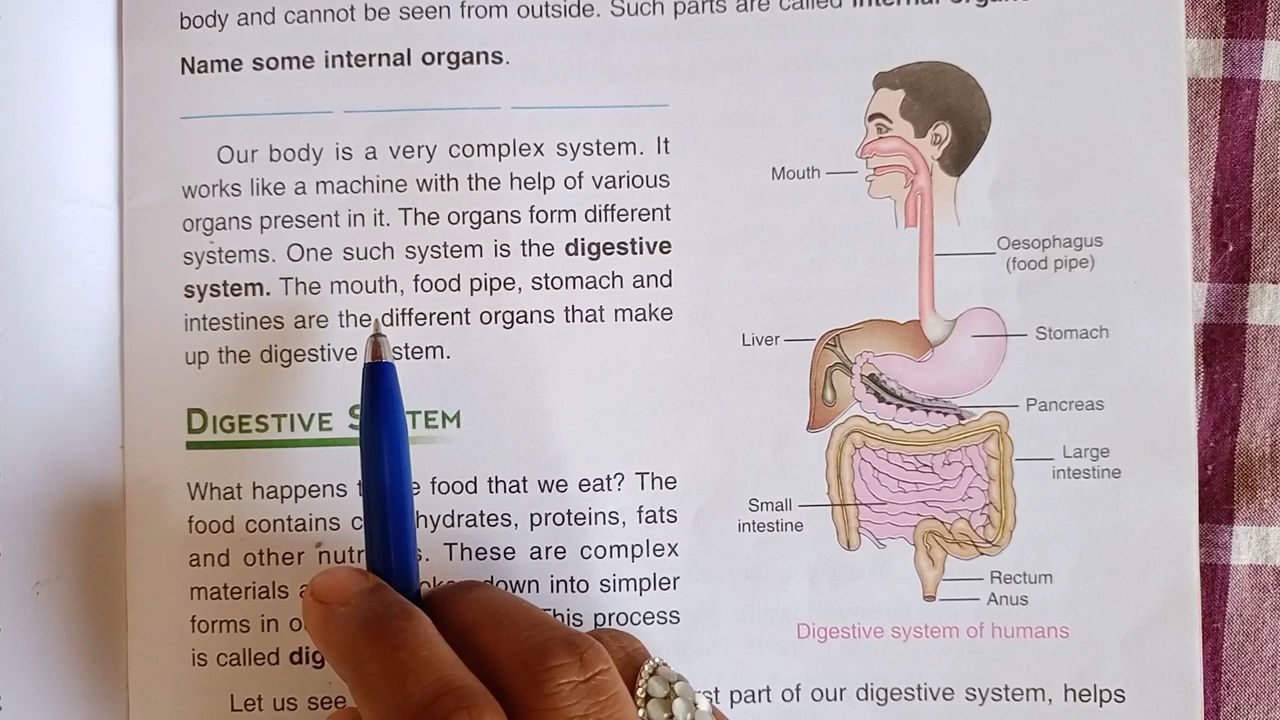 body and cannot be seen from outside. Such parts are called
Name some internal organs.
Our body is a very complex system. It
works like a machine with the help of various
organs present in it. The organs form different
systems. One such system is the digestive
system. The mouth, food pipe, stomach and
intestines are the different organs that make
up the digestive stem.
DIGESTIVE S TEM
What happens food that we eat? The
food contains hydrates, proteins, fats
and other nutr These are complex
materials down into simpler
forms in This process
is called dig
Let us see st part of our digestive system, helps
Mouth
Oesophagus
(food pipe)
Liver
Stomach
Pancreas
Large
intestine
Small
intestine
Rectum
Anus
Digestive system of humans